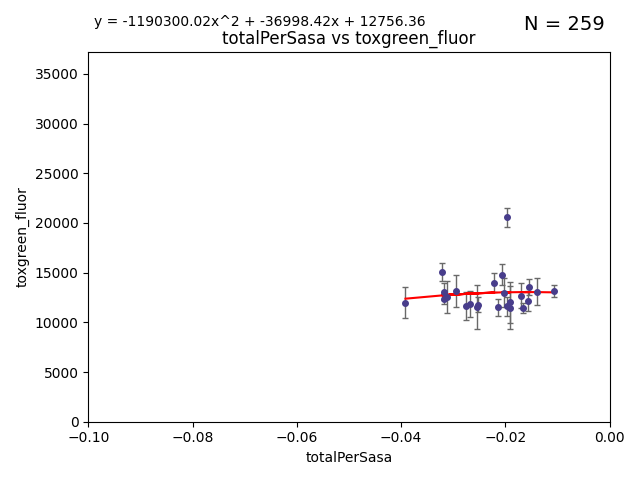 y = -1190300.02x^2 + -36998.42x + 12756.36
N = 259
totalPerSasa vs toxgreen_fluor
35000
30000
25000
20000
15000
10000
5000
0
toxgreen_fluor
−0.10
−0.08
−0.06
−0.04
−0.02
0.00
totalPerSasa